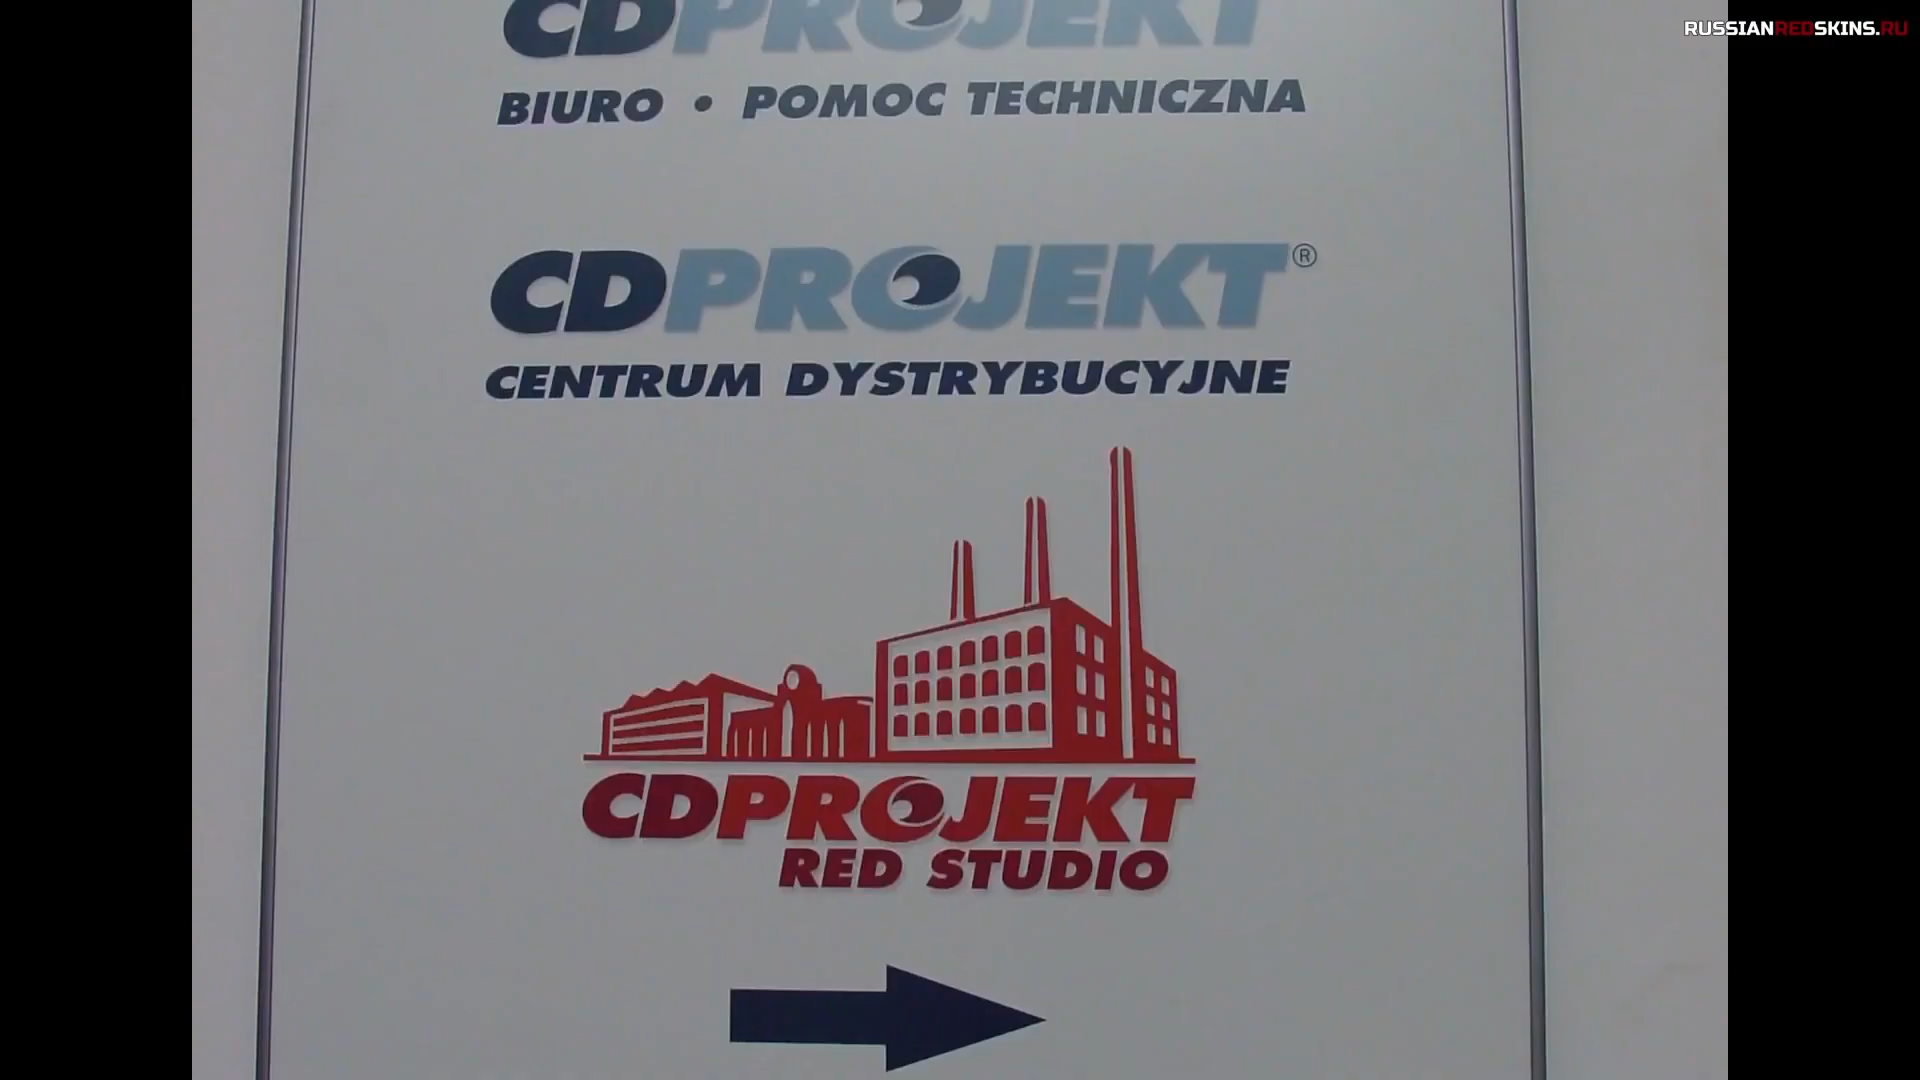 RUSSIANREDSKINS.RU
CDPROJEKT
BIURO • POMOC TECHNICZNA
CDPROJEKT®
CENTRUM DYSTRYBUCYJNE
CDPROJEKT
RED STUDIO